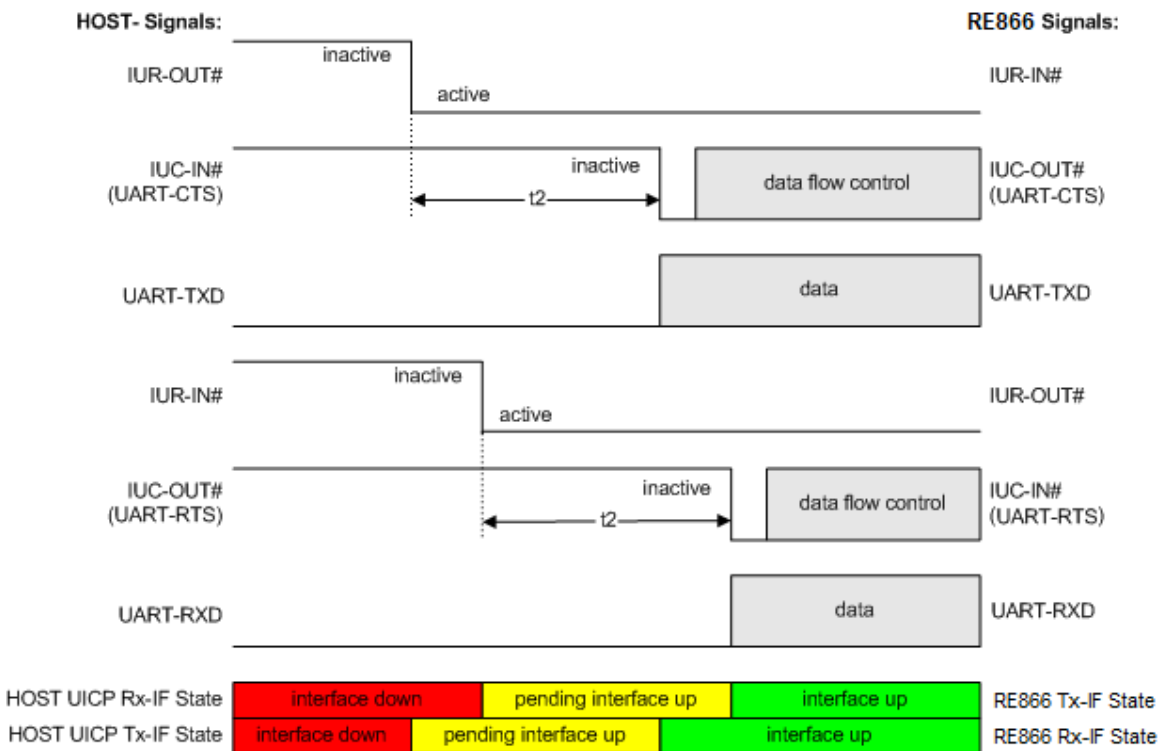 HOST- Signals: RE866 Signals:
inactive
IUR-OUT# IUR-IN#
active
IUC-IN# inactive data flow control IUC-OUT#
(UART-CTS) t2 (UART-CTS)
UART-TXD data UART-TXD
inactive
IUR-IN# IUR-OUT#
active
IUC-OUT# inactive data flow control IUC-IN#
(UART-RTS) t2 (UART-RTS)
UART-RXD data UART-RXD
HOST UICP Rx-IF State interface down pending interface up interface up RE866 Tx-IF State
HOST UICP Tx-IF State interface down pending interface up interface up RE866 Rx-IF State